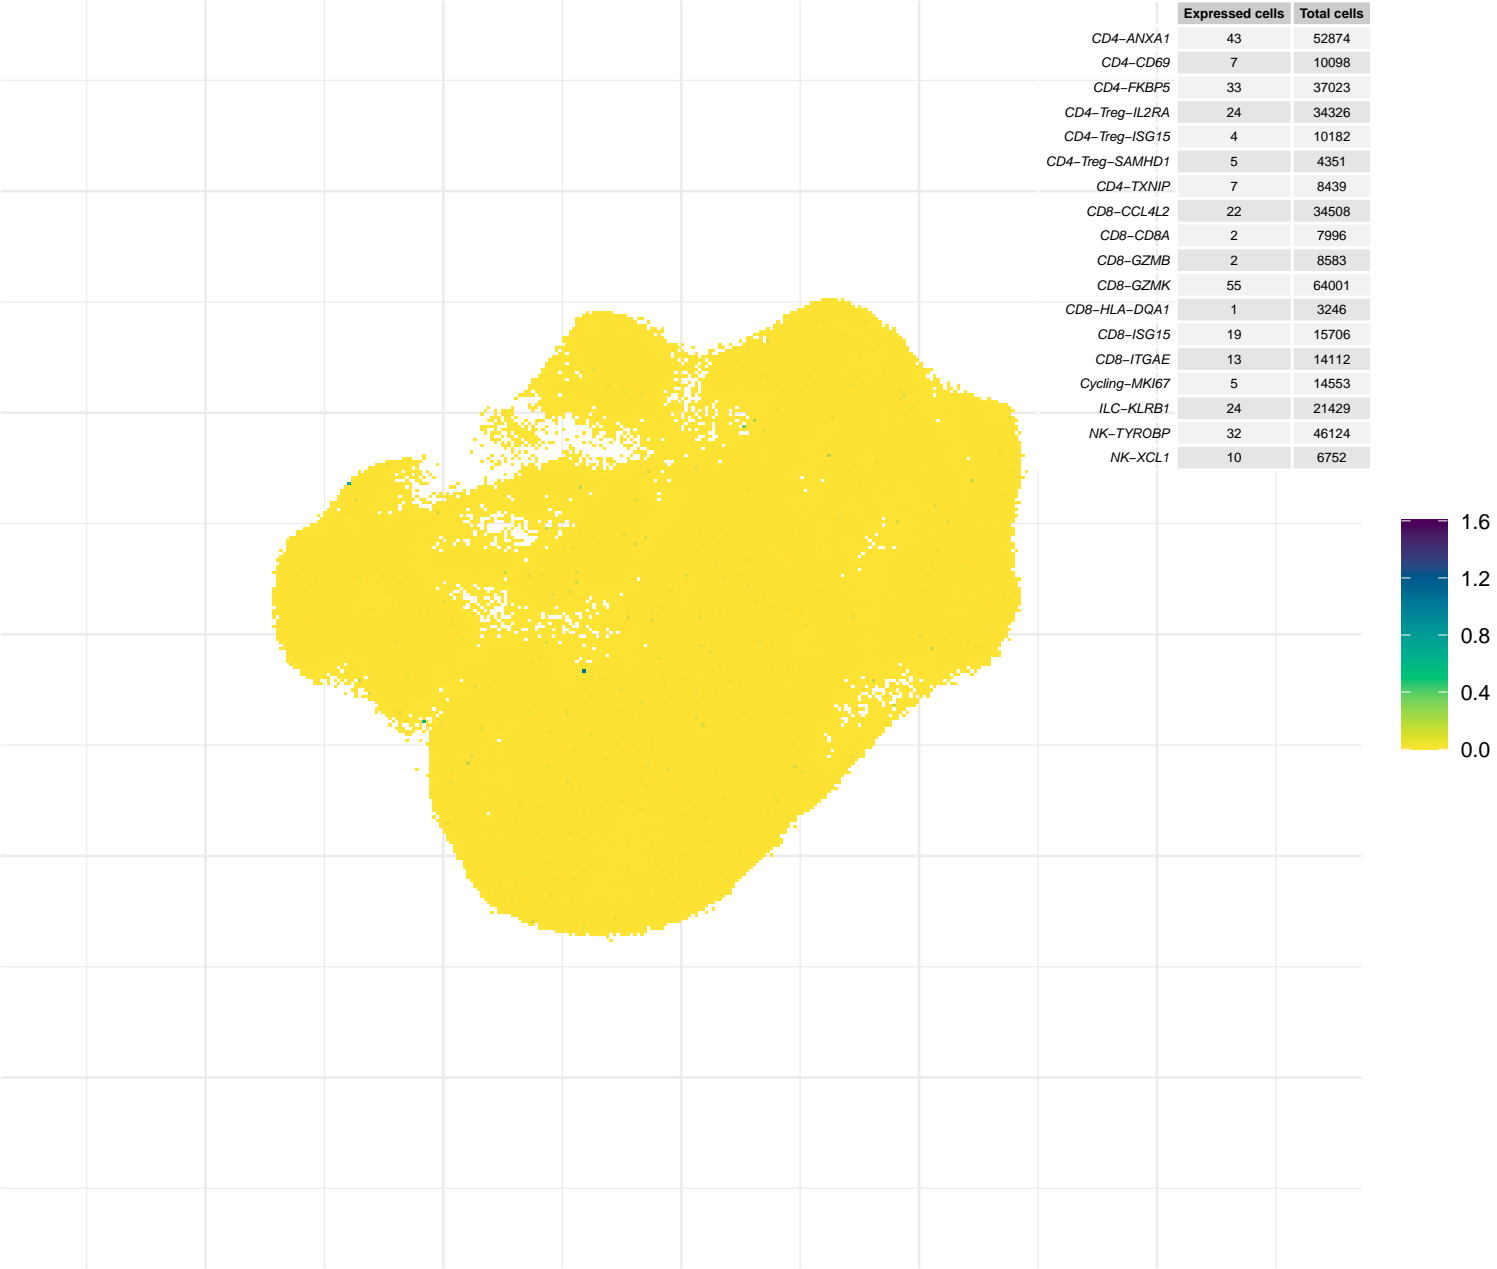 Expressed cells Total cells
CD4−ANXA1 43 52874
CD4−CD69 7 10098
CD4−FKBP5 33 37023
CD4−Treg−IL2RA 24 34326
CD4−Treg−ISG15 4 10182
CD4−Treg−SAMHD1 5 4351
CD4−TXNIP 7 8439
CD8−CCL4L2 22 34508
CD8−CD8A 2 7996
CD8−GZMB 2 8583
CD8−GZMK 55 64001
CD8−HLA−DQA1 1 3246
CD8−ISG15 19 15706
CD8−ITGAE 13 14112
Cycling−MKI67 5 14553
ILC−KLRB1 24 21429
NK−TYROBP 32 46124
NK−XCL1 10 6752
1.6
1.2
0.8
0.4
0.0